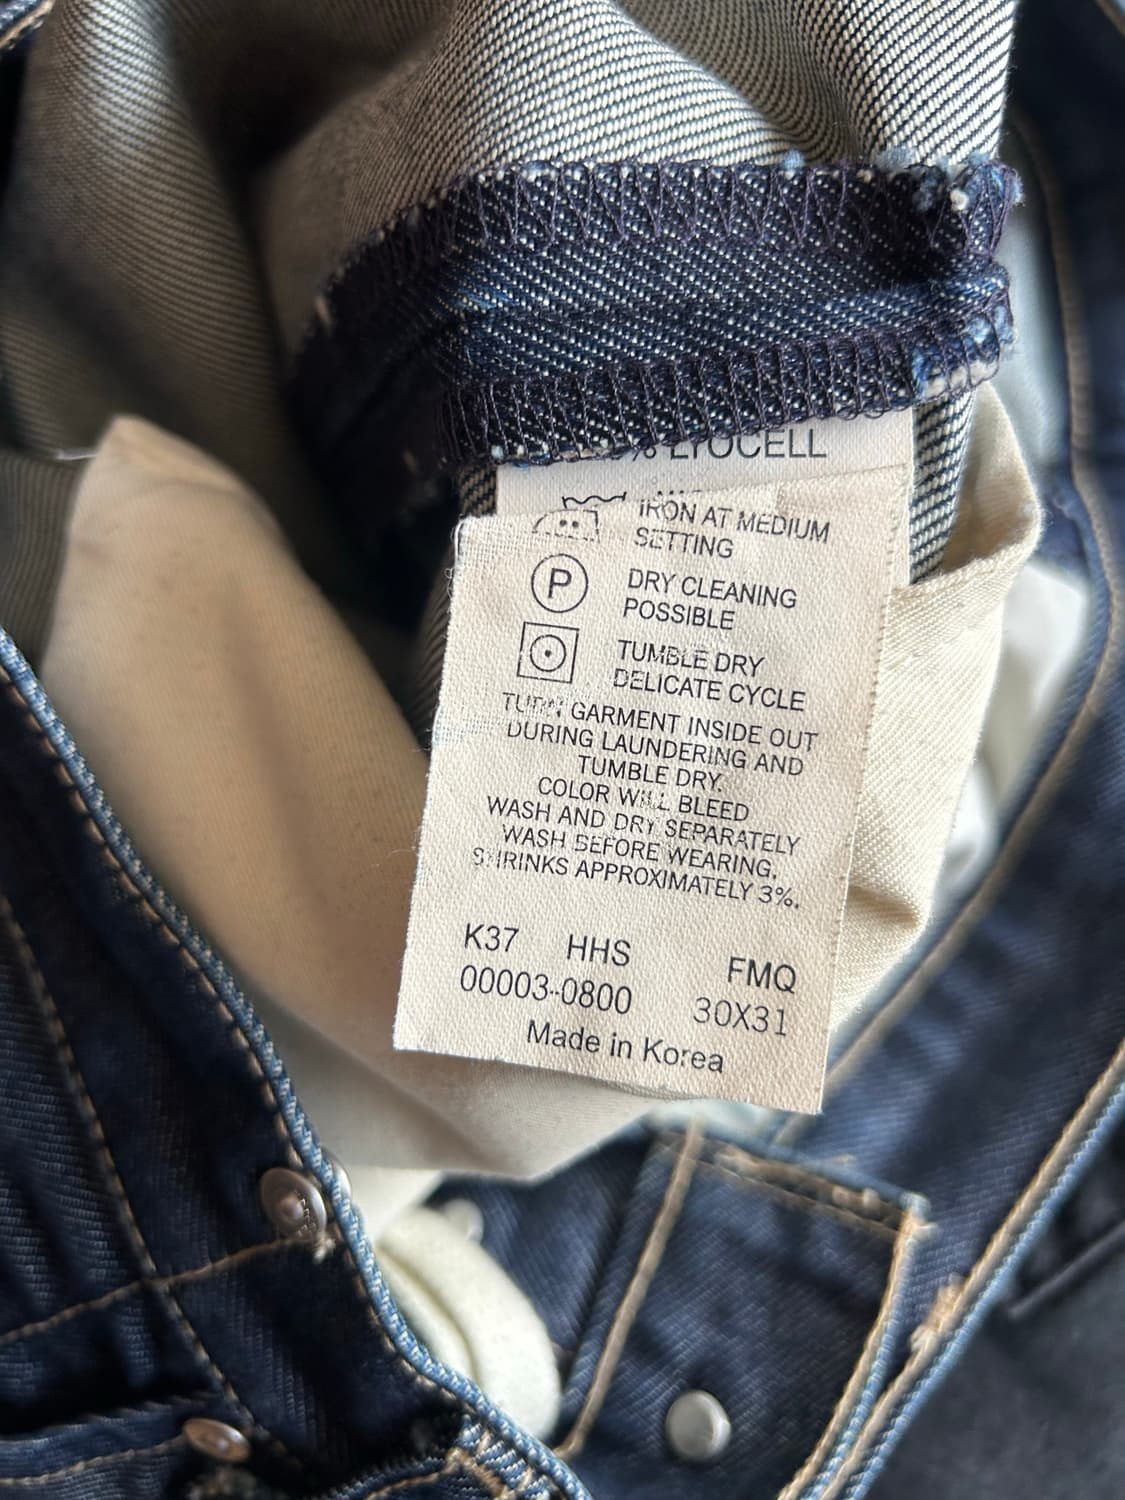 % LYOCELL
IRON AT MEDIUM
SETTING
P
DRY CLEANING
POSSIBLE
TUMBLE DRY
DELICATE CYCLE
TURN GARMENT INSIDE OUT
DURING LAUNDERING AND
TUMBLE DRY.
COLOR WILL BLEED
WASH AND DRY SEPARATELY
WASH BEFORE WEARING.
SHRINKS APPROXIMATELY 3%.
K37 HHS FMQ
00003-0800 30X31
Made in Korea